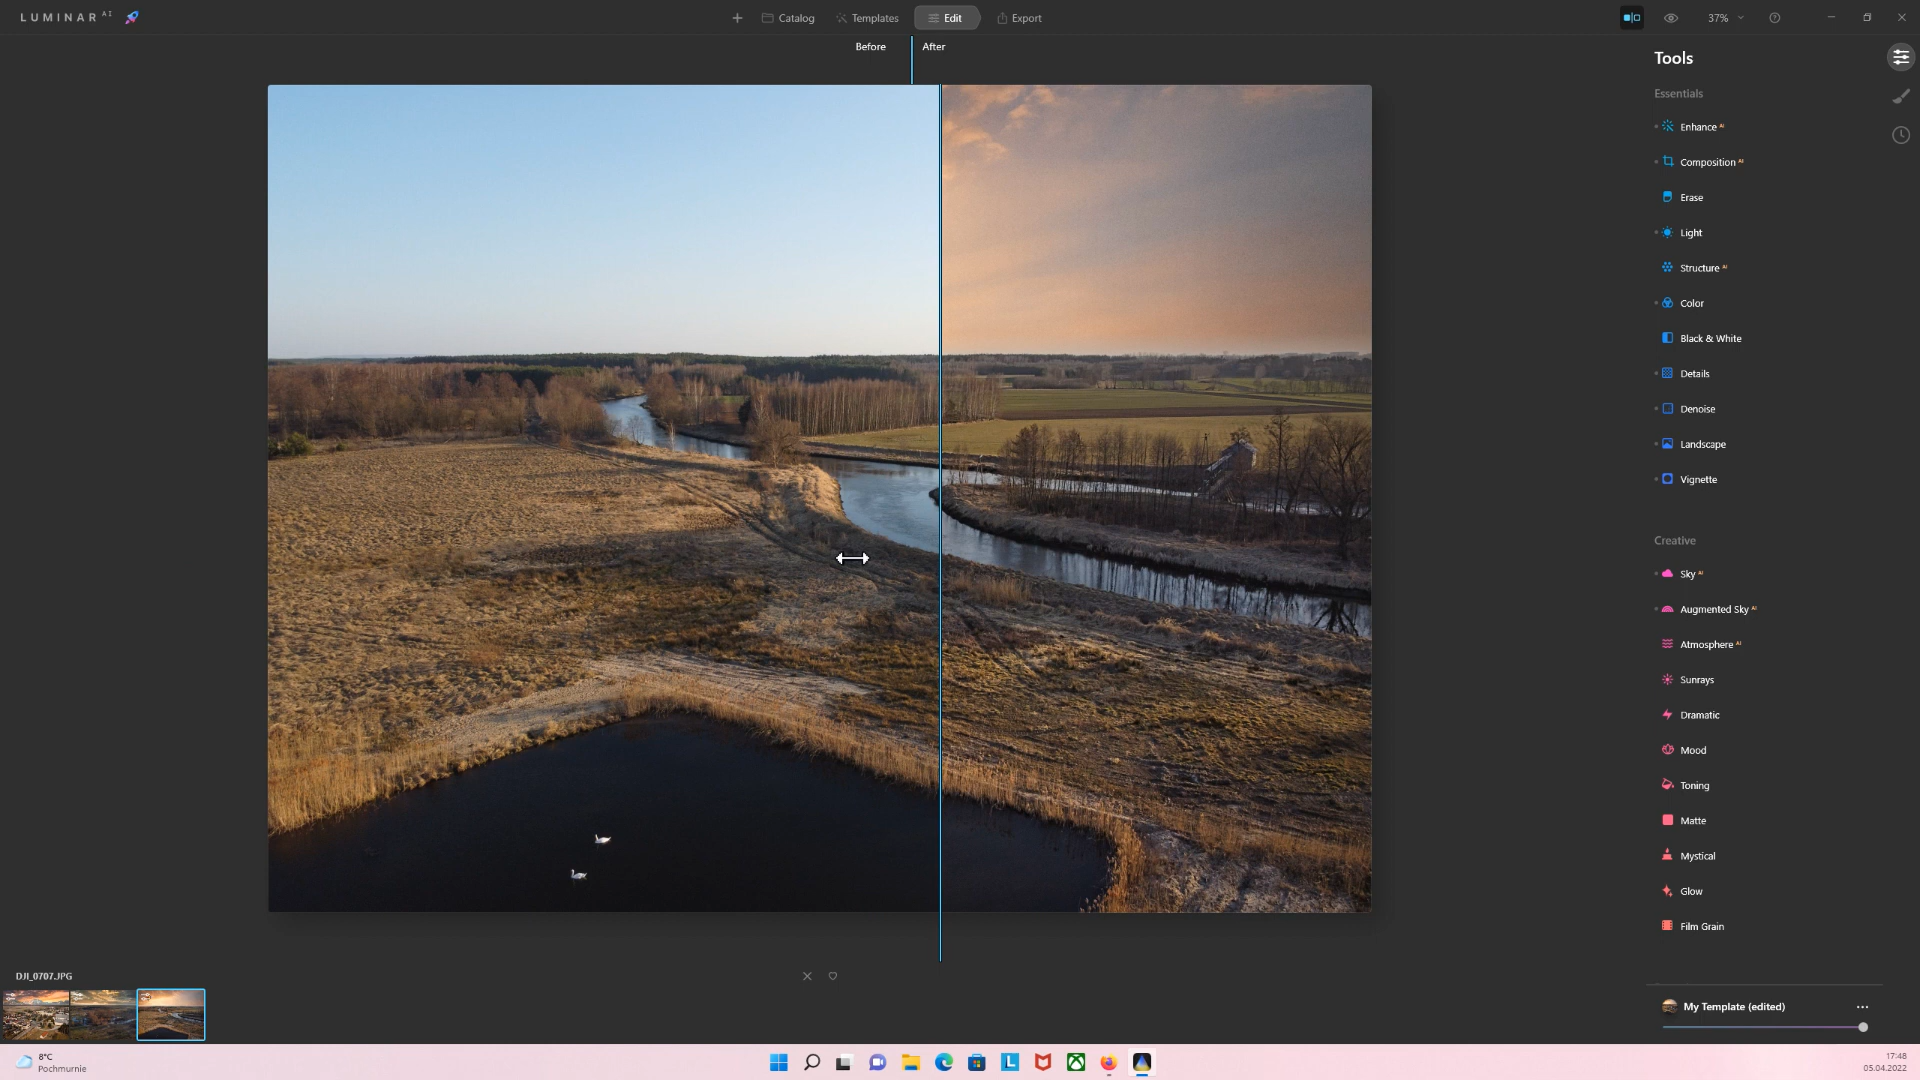 LUMINAR AI
Catalog
Templates
Edit
Export
37%
Before
After
Tools
Essentials
Enhance AI
Composition AI
Erase
Light
Structure AI
Color
Black & White
Details
Denoise
Landscape
Vignette
Creative
Sky AI
Augmented Sky AI
Atmosphere AI
Sunrays
Dramatic
Mood
Toning
Matte
Mystical
Glow
Film Grain
DJI_0707.JPG
My Template (edited)
8°C
Pochmurnie
L
17:48
05.04.2022